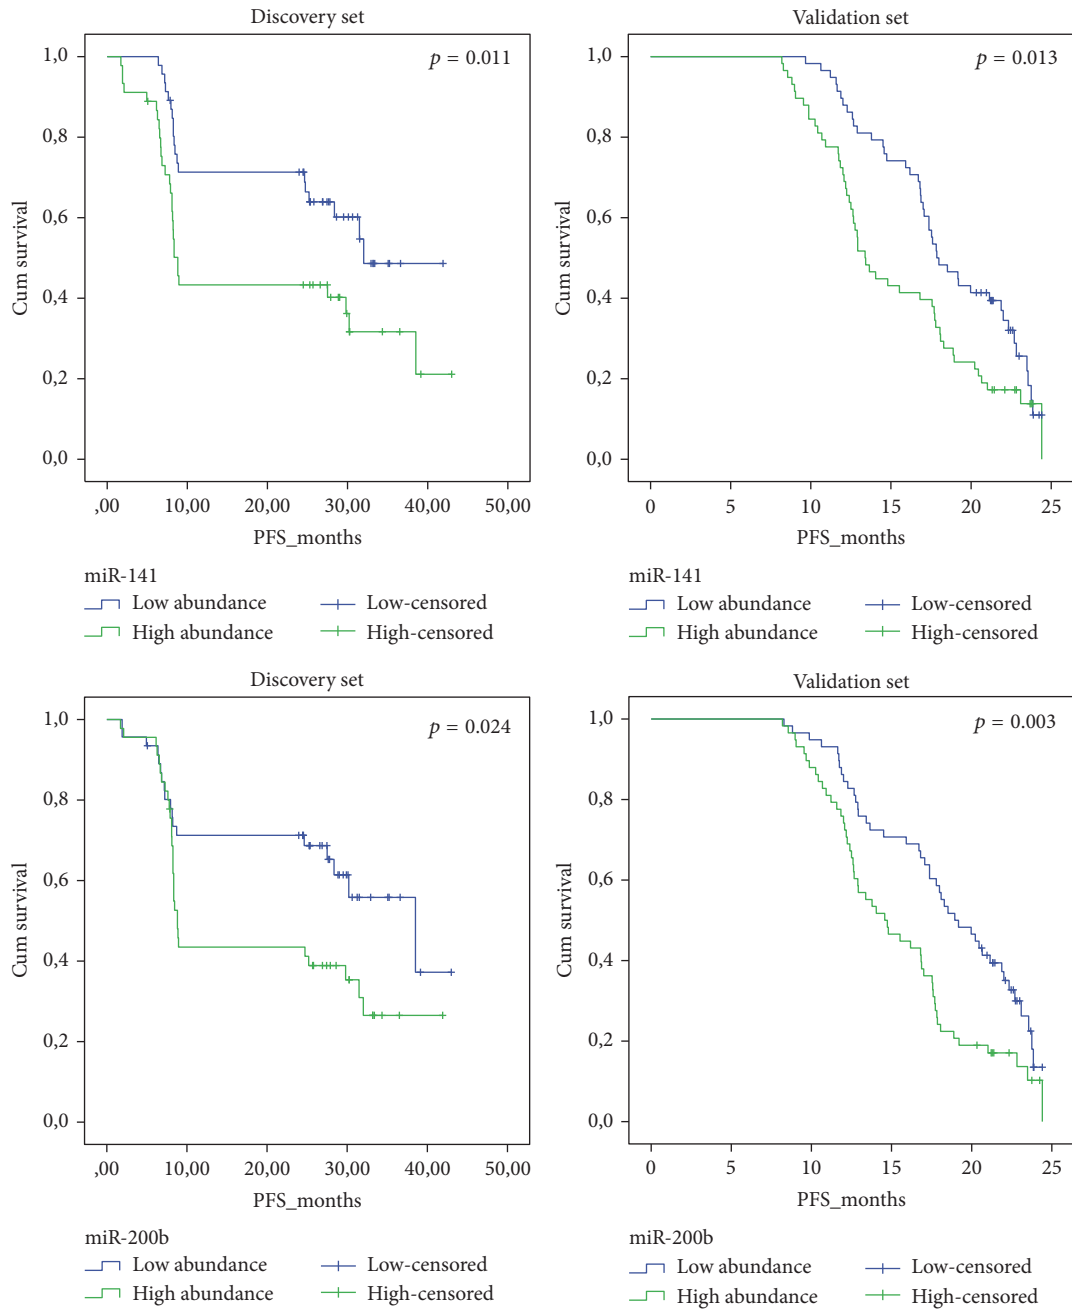 Discovery set
p = 0.011
1,0
0,8
0,6
0,4
0,2
0,0
Cum survival
,00 10,00 20,00 30,00 40,00 50,00
PFS_months
miR-141
Low abundance Low-censored
High abundance High-censored
Validation set
p = 0.013
1,0
0,8
0,6
0,4
0,2
0,0
Cum survival
0 5 10 15 20 25
PFS_months
miR-141
Low abundance Low-censored
High abundance High-censored
Discovery set
p = 0.024
1,0
0,8
0,6
0,4
0,2
0,0
Cum survival
,00 10,00 20,00 30,00 40,00 50,00
PFS_months
miR-200b
Low abundance Low-censored
High abundance High-censored
Validation set
p = 0.003
1,0
0,8
0,6
0,4
0,2
0,0
Cum survival
0 5 10 15 20 25
PFS_months
miR-200b
Low abundance Low-censored
High abundance High-censored